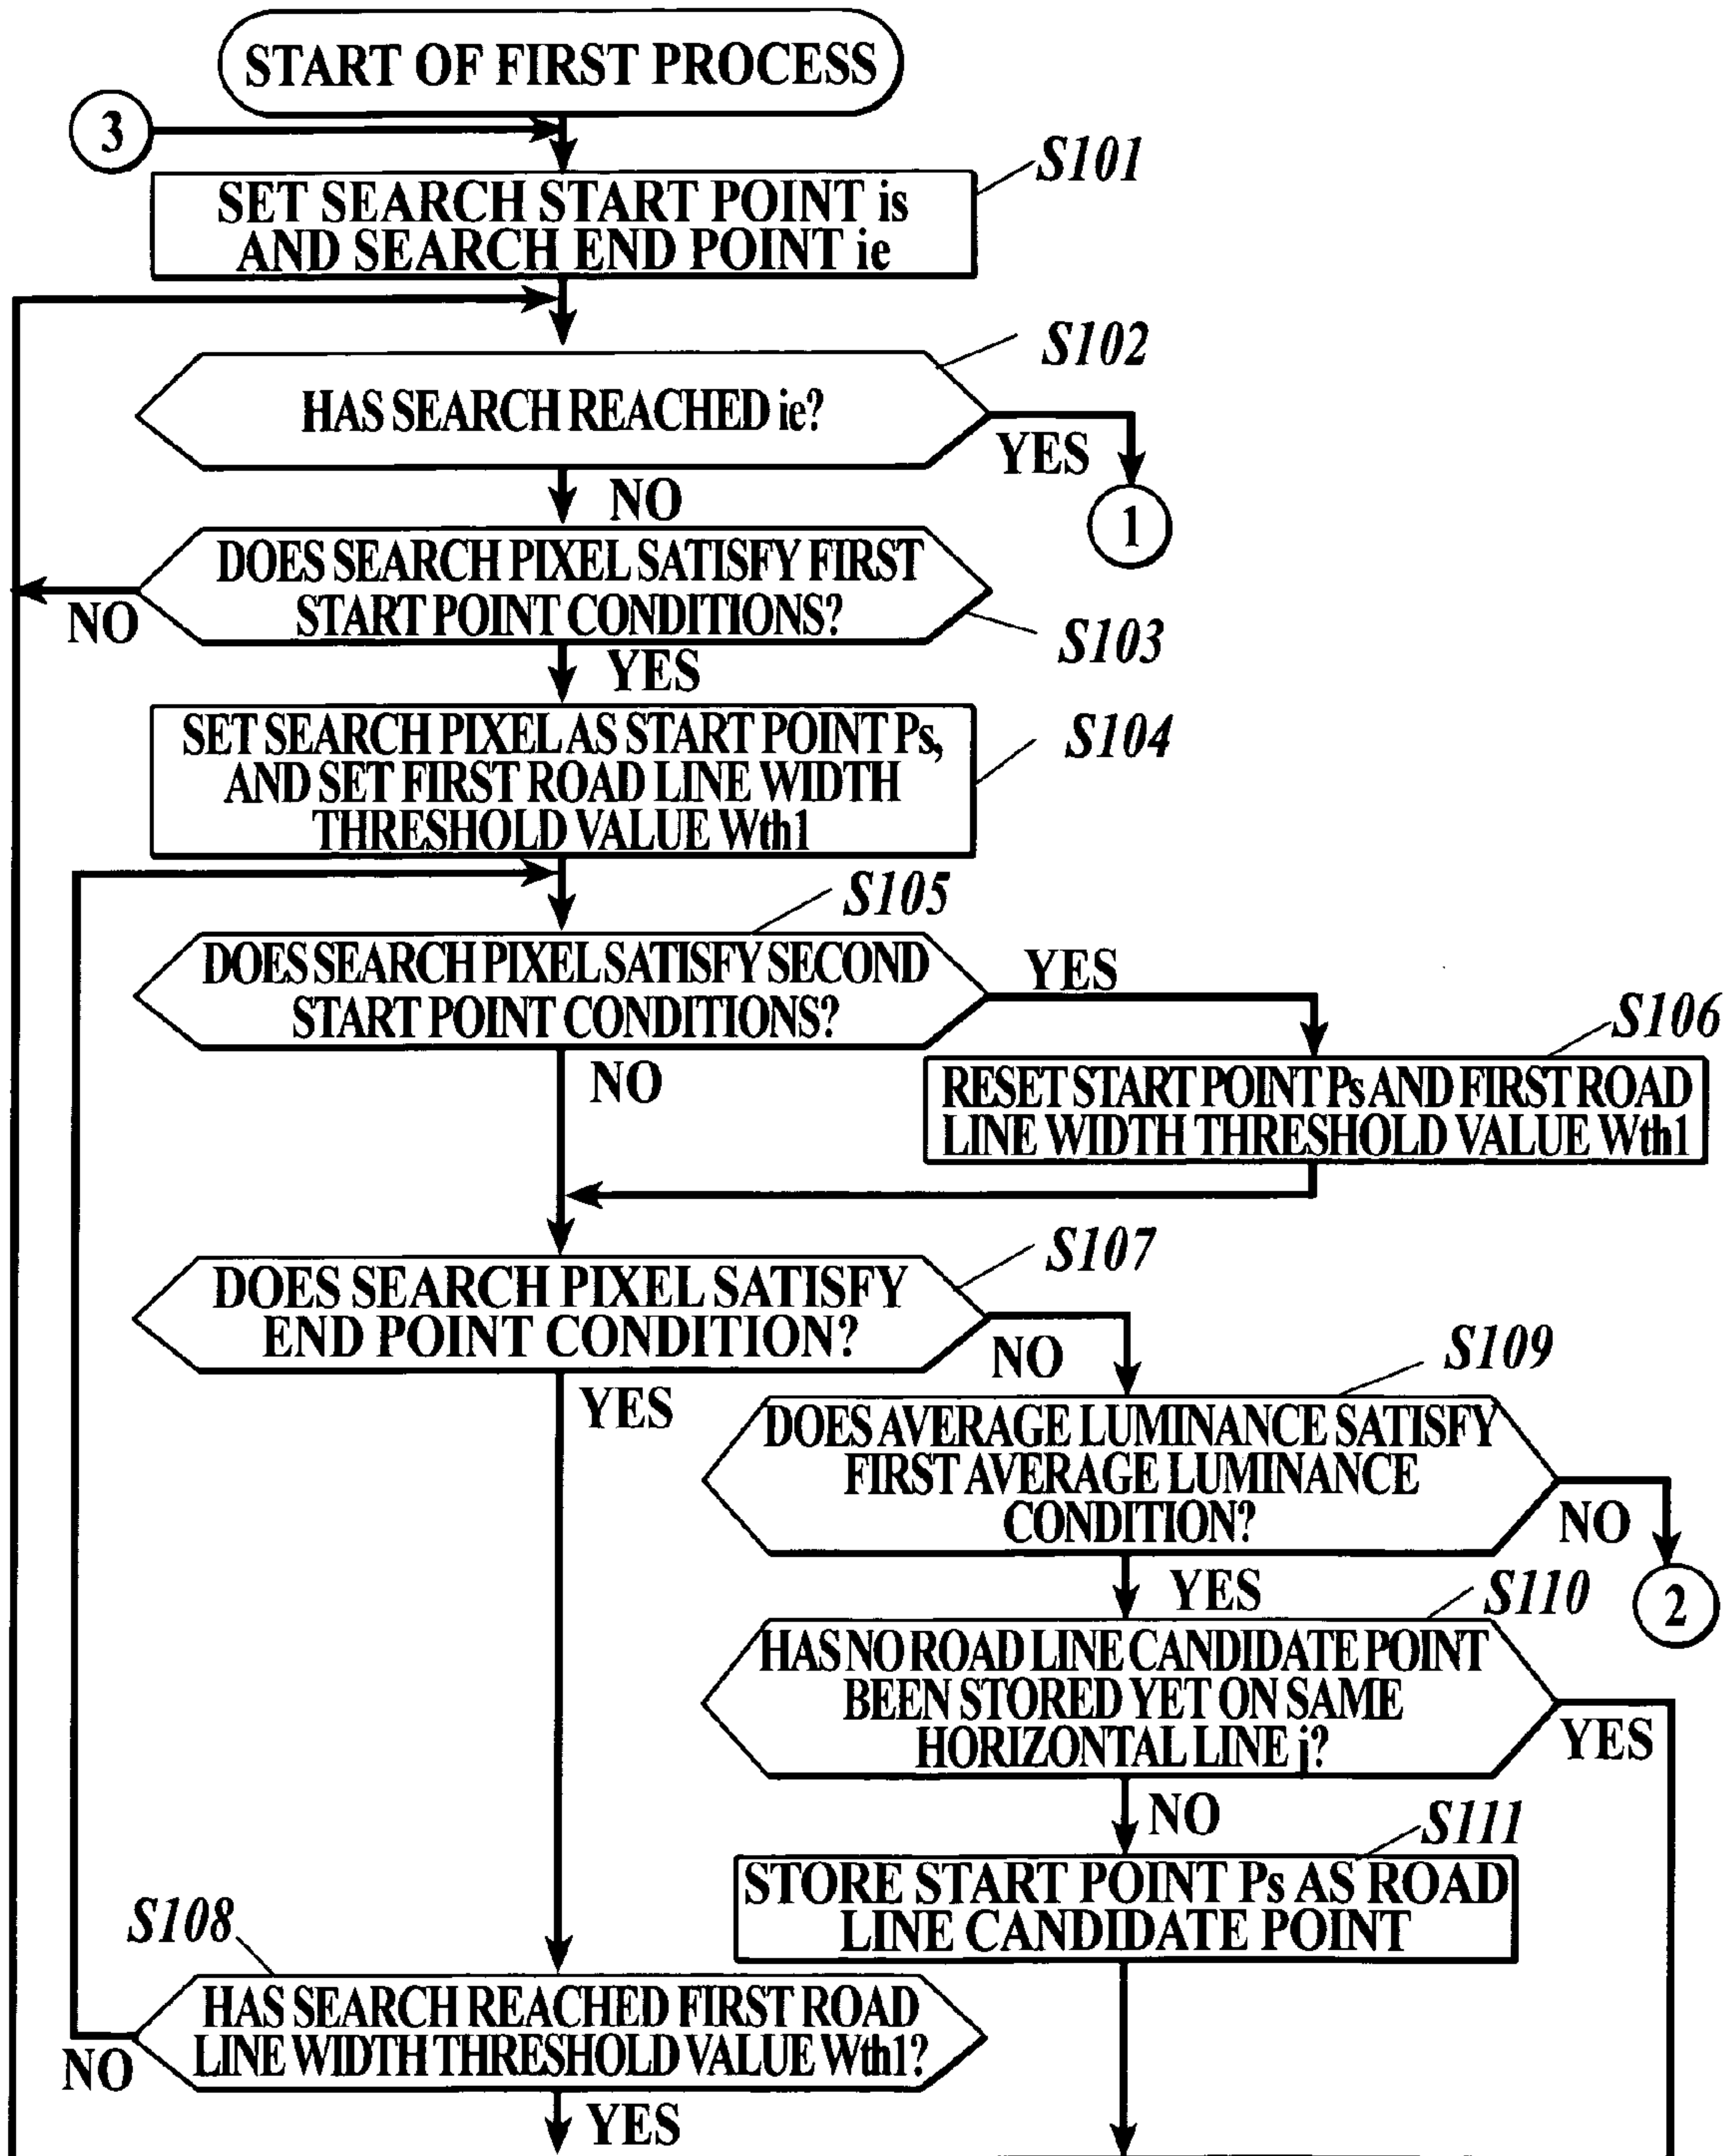 START OF FIRST PROCESS
3
S101
SET SEARCH START POINT is
AND SEARCH END POINT ie
S102
HAS SEARCH REACHED ie?
YES
NO
1
DOES SEARCH PIXEL SATISFY FIRST
START POINT CONDITIONS?
NO
S103
YES
SET SEARCH PIXEL AS START POINT Ps,
AND SET FIRST ROAD LINE WIDTH
THRESHOLD VALUE Wth1
S104
S105
DOES SEARCH PIXEL SATISFY SECOND
START POINT CONDITIONS?
YES
NO
S106
RESET START POINT Ps AND FIRST ROAD
LINE WIDTH THRESHOLD VALUE Wth1
S107
DOES SEARCH PIXEL SATISFY
END POINT CONDITION?
NO
YES
S109
DOES AVERAGE LUMINANCE SATISFY
FIRST AVERAGE LUMINANCE
CONDITION?
NO
2
YES
S110
HAS NO ROAD LINE CANDIDATE POINT
BEEN STORED YET ON SAME
HORIZONTAL LINE j?
YES
NO
S111
STORE START POINT Ps AS ROAD
LINE CANDIDATE POINT
S108
HAS SEARCH REACHED FIRST ROAD
LINE WIDTH THRESHOLD VALUE Wth1?
NO
YES